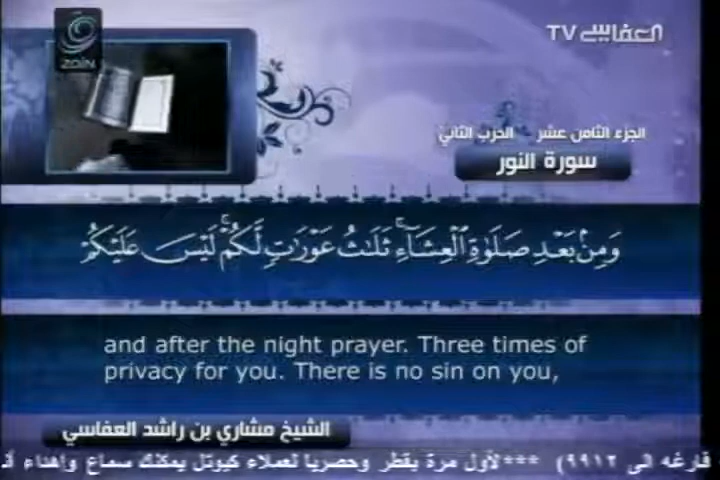 ZOIN
العفاسي TV
الجزء الثامن عشر الحزب الثاني
سورة النور
وَمِنۢ بَعْدِ صَلَوٰةِ ٱلْعِشَآءِ ۚ ثَلَٰثُ عَوْرَٰتٍ لَّكُمْ ۚ لَيْسَ عَلَيْكُمْ
and after the night prayer. Three times of
privacy for you. There is no sin on you,
الشيخ مشاري بن راشد العفاسي
فارغه الى ٩٩١٢) ***لأول مرة بقطر وحصريا لعملاء كيوتل يمكنك سماع وإهداء أنـ